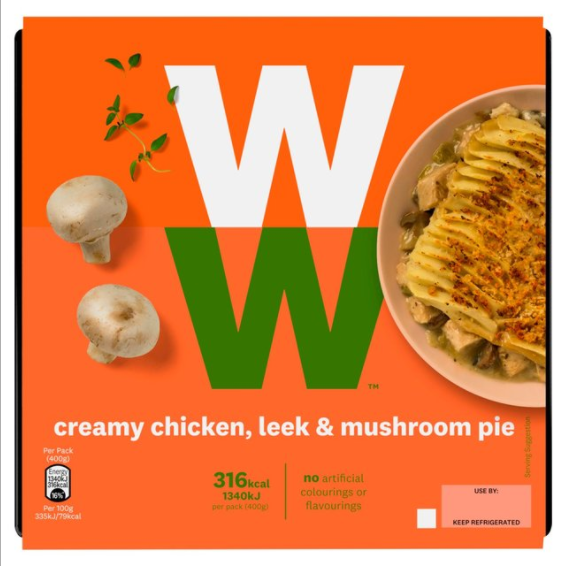 W
W
™
creamy chicken, leek & mushroom pie
Serving Suggestion
Per Pack
(400g)
Energy
1340kJ
316kcal
16%
Per 100g
335kJ/79kcal
316kcal
1340kJ
per pack (400g)
no artificial
colourings or
flavourings
USE BY:
KEEP REFRIGERATED